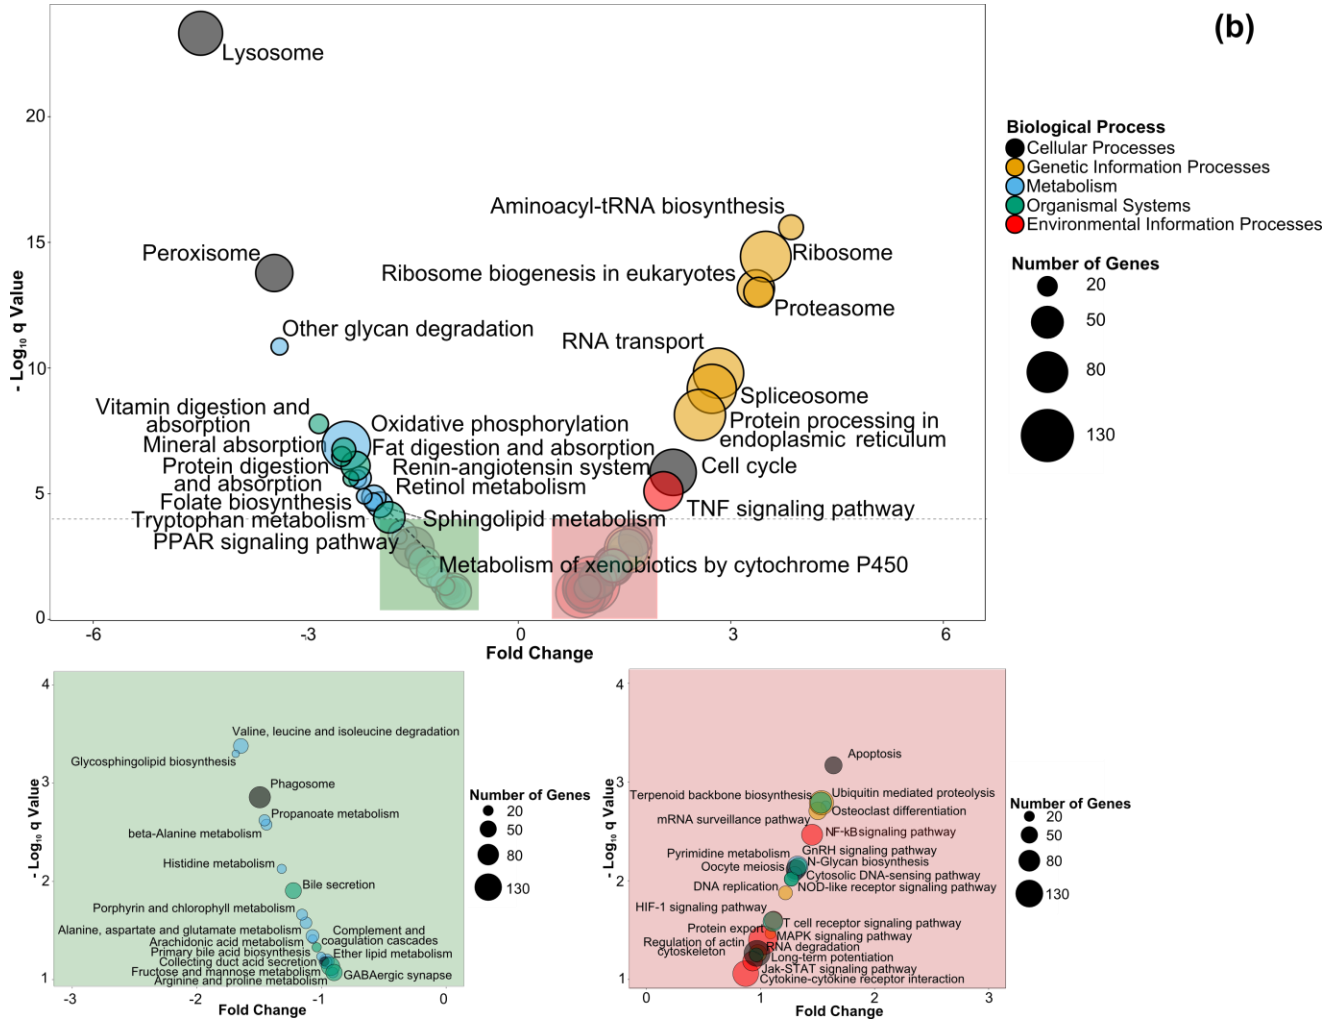 (b)
Lysosome
20
Biological Process
Cellular Processes
Genetic Information Processes
Metabolism
Organismal Systems
Environmental Information Processes
Number of Genes
20
50
80
130
Aminoacyl-tRNA biosynthesis
15
Peroxisome
Ribosome
Ribosome biogenesis in eukaryotes
Proteasome
Other glycan degradation
RNA transport
- Log10 q Value
10
Spliceosome
Vitamin digestion and
absorption
Oxidative phosphorylation
Protein processing in
endoplasmic reticulum
Mineral absorption
Fat digestion and absorption
Protein digestion
and absorption
Renin-angiotensin system
Cell cycle
Retinol metabolism
5
Folate biosynthesis
TNF signaling pathway
Tryptophan metabolism
Sphingolipid metabolism
PPAR signaling pathway
Metabolism of xenobiotics by cytochrome P450
0
-6
-3
0
3
6
Fold Change
4
Valine, leucine and isoleucine degradation
Glycosphingolipid biosynthesis
3
Phagosome
Propanoate metabolism
beta-Alanine metabolism
- Log10 q Value
Histidine metabolism
2
Bile secretion
Porphyrin and chlorophyll metabolism
Alanine, aspartate and glutamate metabolism
Complement and
coagulation cascades
Arachidonic acid metabolism
Primary bile acid biosynthesis
Ether lipid metabolism
Collecting duct acid secretion
Fructose and mannose metabolism
GABAergic synapse
Arginine and proline metabolism
1
-3
-2
-1
0
Fold Change
Number of Genes
20
50
80
130
4
Apoptosis
3
Terpenoid backbone biosynthesis
Ubiquitin mediated proteolysis
Osteoclast differentiation
mRNA surveillance pathway
NF-kB signaling pathway
- Log10 q Value
GnRH signaling pathway
Pyrimidine metabolism
N-Glycan biosynthesis
Oocyte meiosis
Cytosolic DNA-sensing pathway
2
DNA replication
NOD-like receptor signaling pathway
HIF-1 signaling pathway
T cell receptor signaling pathway
Protein export
MAPK signaling pathway
Regulation of actin
cytoskeleton
RNA degradation
Long-term potentiation
Jak-STAT signaling pathway
Cytokine-cytokine receptor interaction
1
0
1
2
3
Fold Change
Number of Genes
20
50
80
130